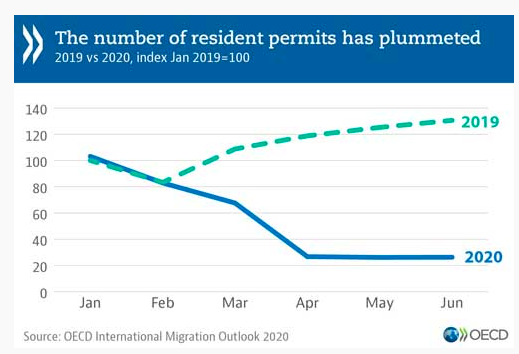 The number of resident permits has plummeted
2019 vs 2020, index Jan 2019=100
140
120
100
80
60
40
20
0
2019
2020
Jan Feb Mar Apr May Jun
Source: OECD International Migration Outlook 2020
OECD